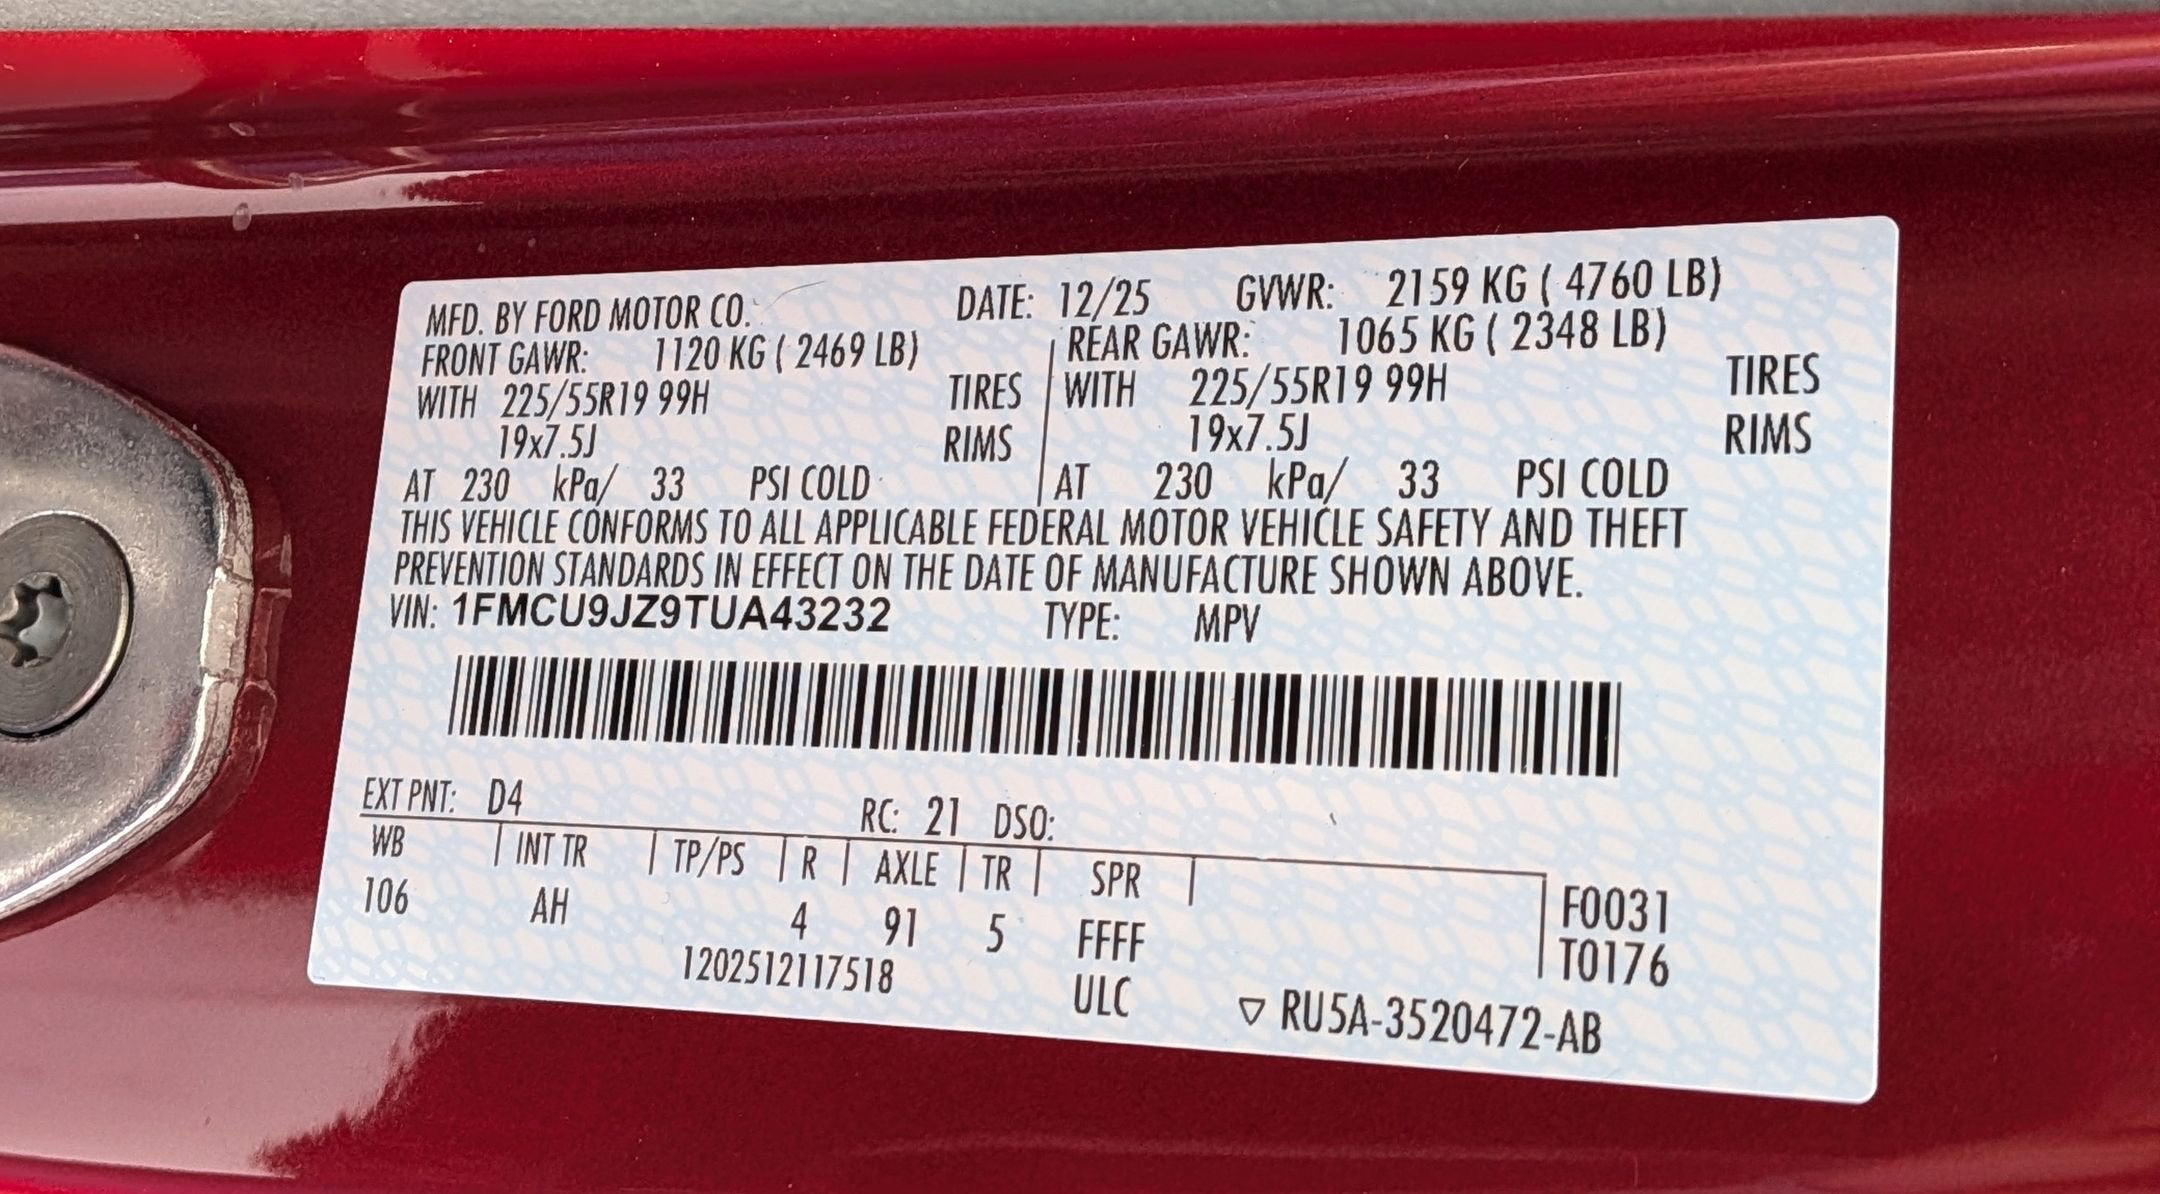 MFD. BY FORD MOTOR CO. DATE: 12/25 GVWR: 2159 KG ( 4760 LB)
FRONT GAWR: 1120 KG ( 2469 LB) REAR GAWR: 1065 KG ( 2348 LB)
WITH 225/55R19 99H TIRES WITH 225/55R19 99H TIRES
19x7.5J RIMS 19x7.5J RIMS
AT 230 kPa/ 33 PSI COLD AT 230 kPa/ 33 PSI COLD
THIS VEHICLE CONFORMS TO ALL APPLICABLE FEDERAL MOTOR VEHICLE SAFETY AND THEFT
PREVENTION STANDARDS IN EFFECT ON THE DATE OF MANUFACTURE SHOWN ABOVE.
VIN: 1FMCU9JZ9TUA43232 TYPE: MPV
EXT PNT: D4 RC: 21 DSO:
WB INT TR TP/PS R AXLE TR SPR
106 AH 4 91 5 FFFF F0031
1202512117518 ULC T0176
▽ RU5A-3520472-AB